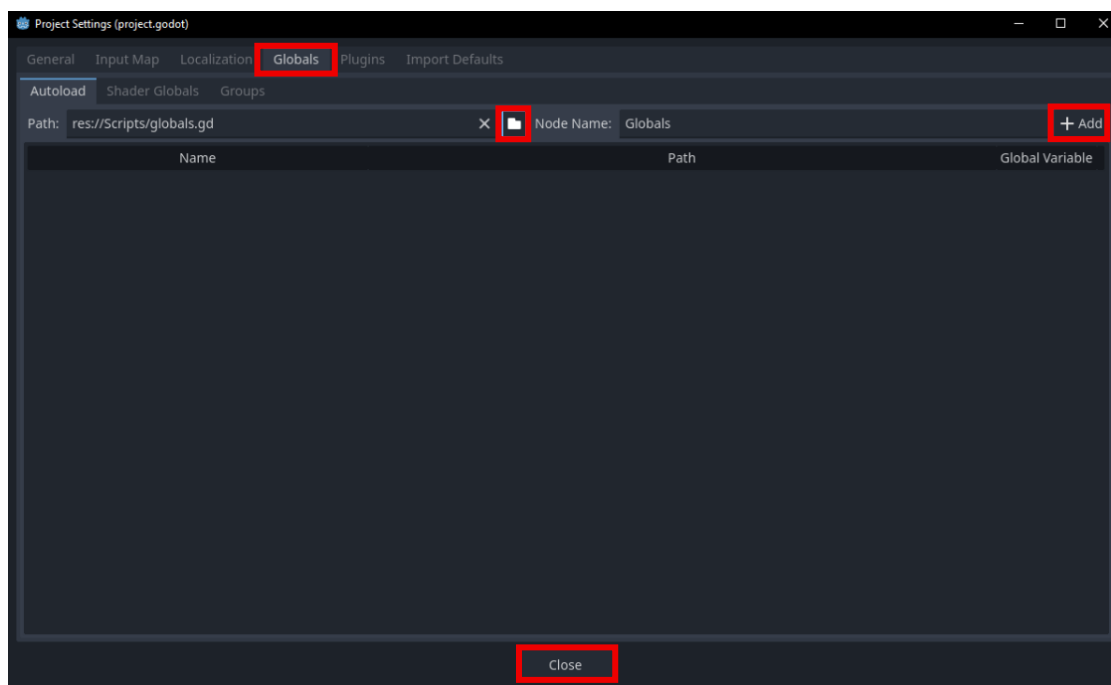 Project Settings (project.godot)
General Input Map Localization Globals Plugins Import Defaults
Autoload Shader Globals Groups
Path: res://Scripts/globals.gd Node Name: Globals + Add
Name Path Global Variable
Close